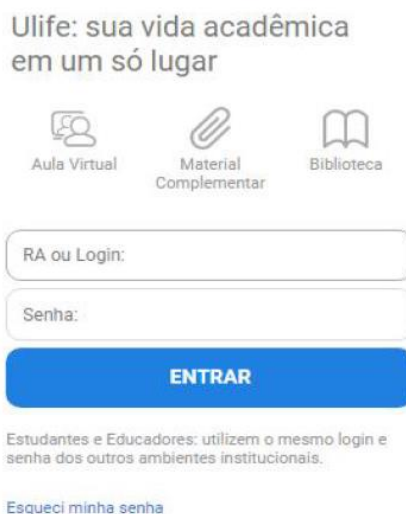 Ulife: sua vida acadêmica
em um só lugar
Aula Virtual
Material
Complementar
Biblioteca
RA ou Login:
Senha:
ENTRAR
Estudantes e Educadores: utilizem o mesmo login e
senha dos outros ambientes institucionais.
Esqueci minha senha